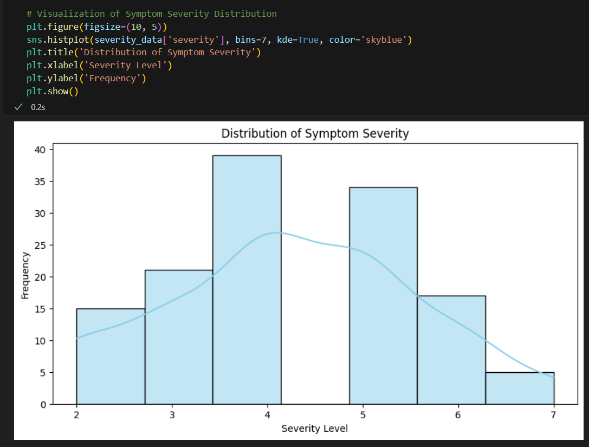 # Visualization of Symptom Severity Distribution
plt.figure(figsize=(10, 5))
sns.histplot(severity_data['severity'], bins=7, kde=True, color='skyblue')
plt.title('Distribution of Symptom Severity')
plt.xlabel('Severity Level')
plt.ylabel('Frequency')
plt.show()
✓ 0.2s
Distribution of Symptom Severity
40
35
30
25
20
15
10
5
0
Frequency
2 3 4 5 6 7
Severity Level